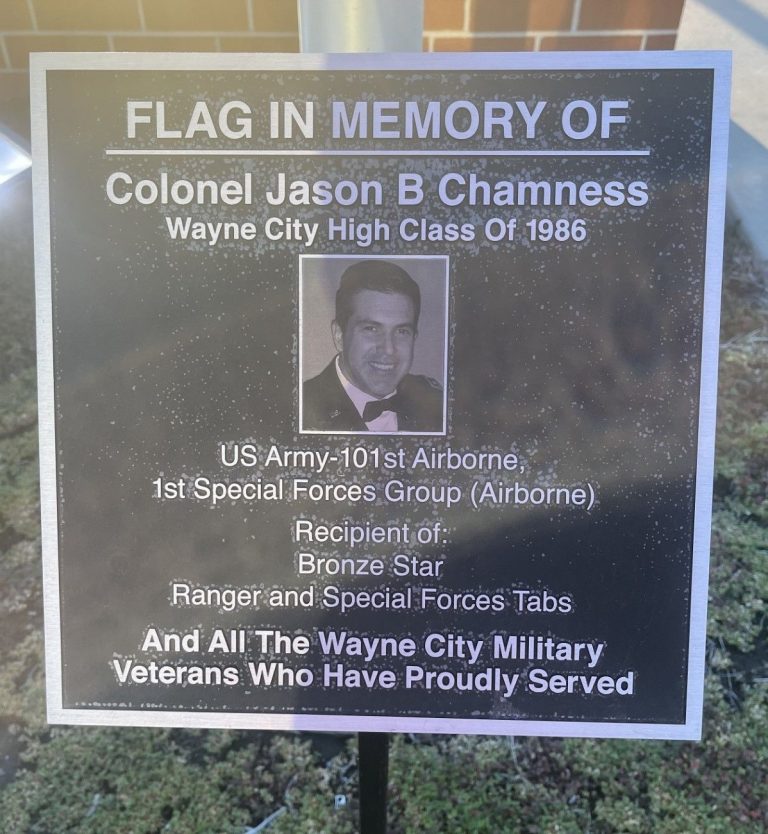 FLAG IN MEMORY OF
Colonel Jason B Chamness
Wayne City High Class Of 1986
US Army-101st Airborne,
1st Special Forces Group (Airborne)
Recipient of:
Bronze Star
Ranger and Special Forces Tabs
And All The Wayne City Military
Veterans Who Have Proudly Served